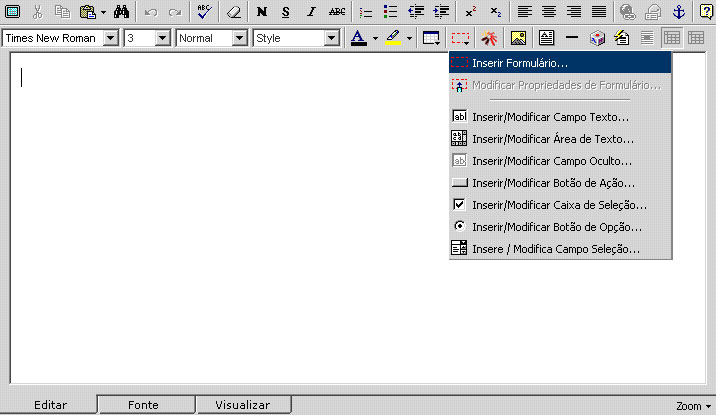 N S I ABC
x² x₂
Times New Roman 3 Normal Style A
Inserir Formulário...
Modificar Propriedades de Formulário...
Inserir/Modificar Campo Texto...
Inserir/Modificar Área de Texto...
Inserir/Modificar Campo Oculto...
Inserir/Modificar Botão de Ação...
Inserir/Modificar Caixa de Seleção...
Inserir/Modificar Botão de Opção...
Insere / Modifica Campo Seleção...
Editar Fonte Visualizar Zoom